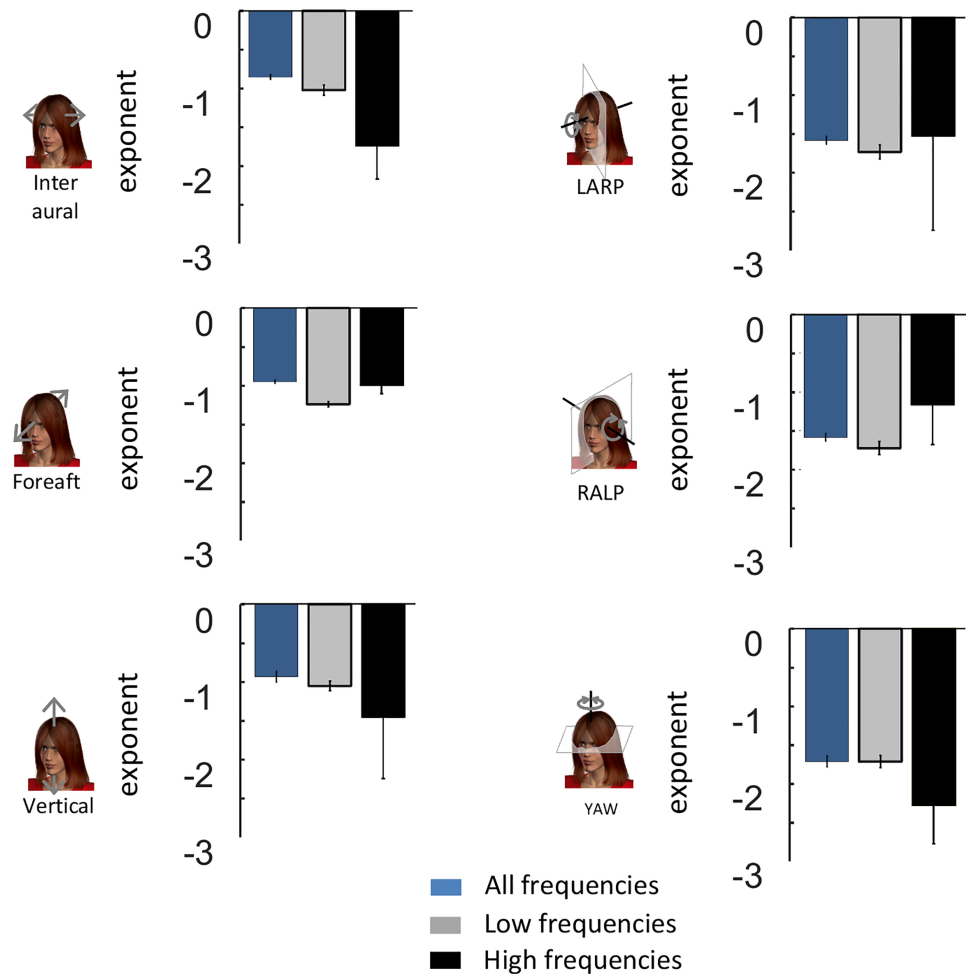 0
-1
-2
-3
exponent
Inter
aural
0
-1
-2
-3
exponent
LARP
0
-1
-2
-3
exponent
Foreaft
0
-1
-2
-3
exponent
RALP
0
-1
-2
-3
exponent
Vertical
0
-1
-2
-3
exponent
YAW
All frequencies
Low frequencies
High frequencies